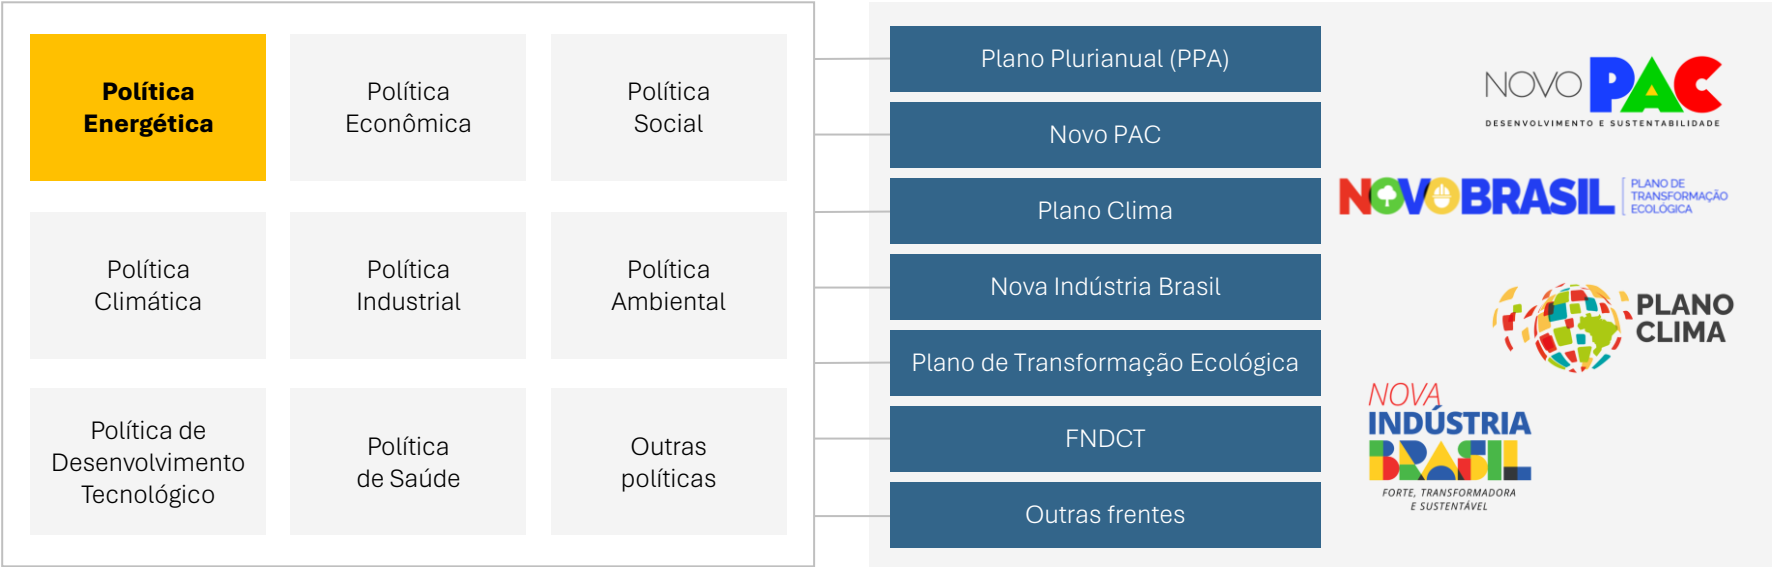 Política
Energética
Política
Econômica
Política
Social
Política
Climática
Política
Industrial
Política
Ambiental
Política de
Desenvolvimento
Tecnológico
Política
de Saúde
Outras
políticas
Plano Plurianual (PPA)
Novo PAC
Plano Clima
Nova Indústria Brasil
Plano de Transformação Ecológica
FNDCT
Outras frentes
NOVO PAC
DESENVOLVIMENTO E SUSTENTABILIDADE
NOVO BRASIL
PLANO DE
TRANSFORMAÇÃO
ECOLÓGICA
PLANO
CLIMA
NOVA
INDÚSTRIA
BRASIL
FORTE, TRANSFORMADORA
E SUSTENTÁVEL